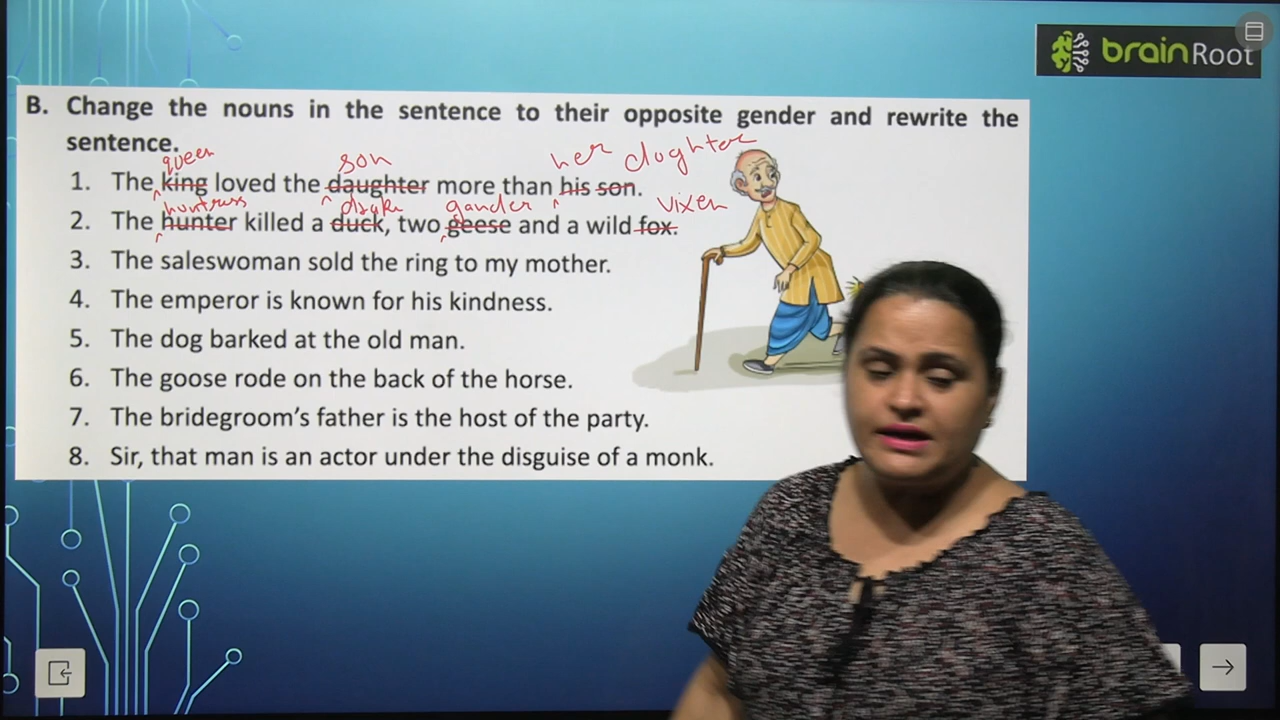 brainRoot
B. Change the nouns in the sentence to their opposite gender and rewrite the
sentence.
queen son her doghter
1. The king loved the daughter more than his son.
huntress drake gander vixen
2. The hunter killed a duck, two geese and a wild fox.
3. The saleswoman sold the ring to my mother.
4. The emperor is known for his kindness.
5. The dog barked at the old man.
6. The goose rode on the back of the horse.
7. The bridegroom's father is the host of the party.
8. Sir, that man is an actor under the disguise of a monk.